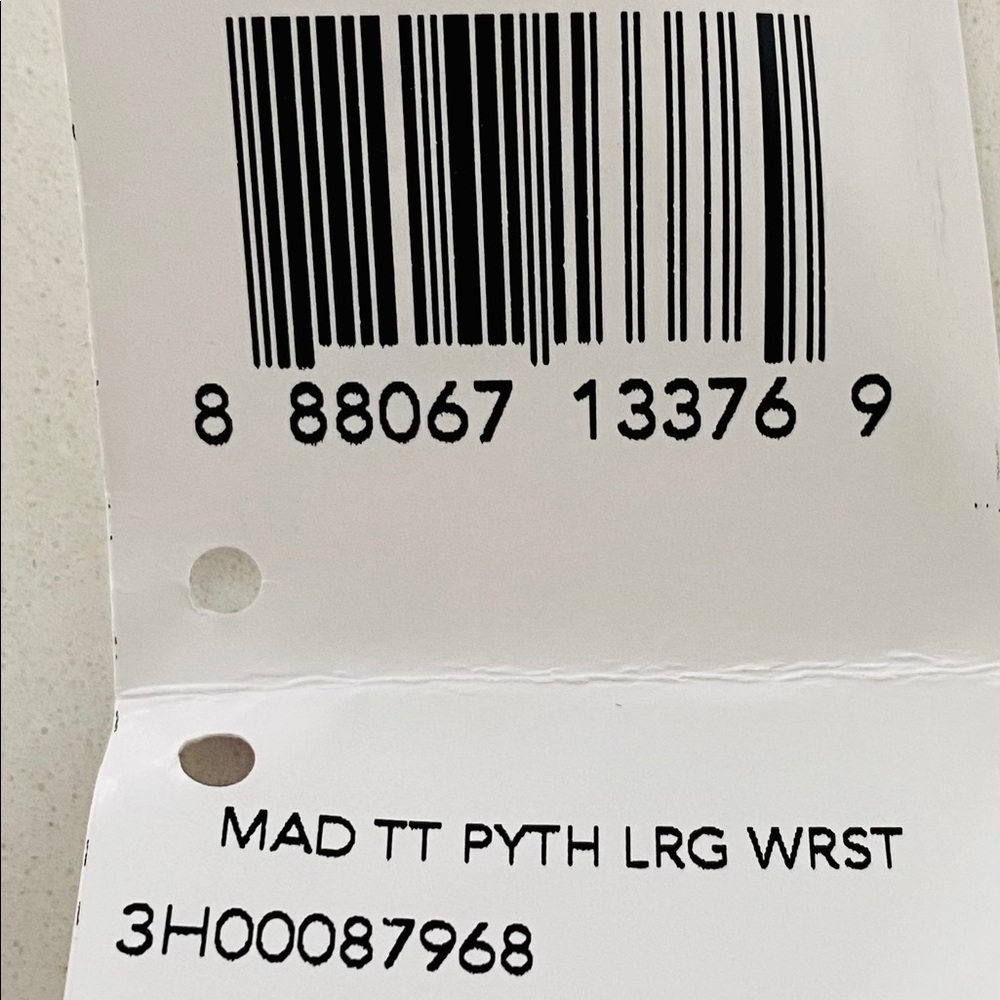 8 88067 13376 9
MAD TT PYTH LRG WRST
3H00087968